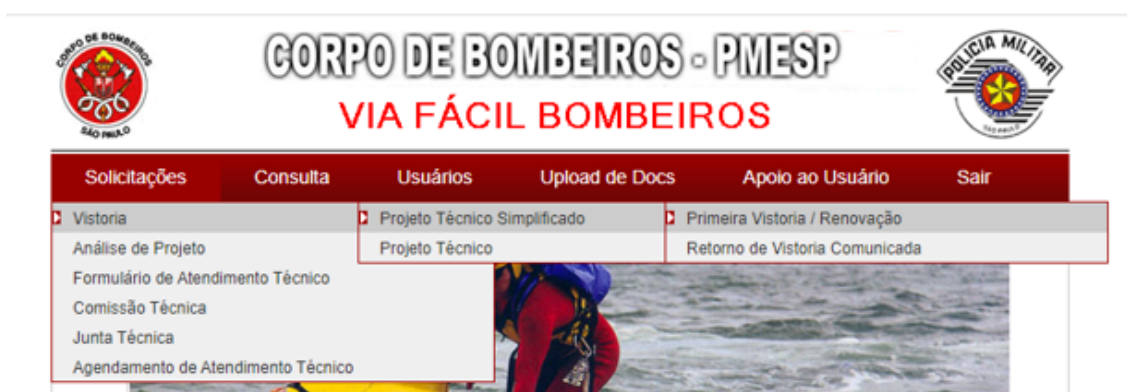 CORPO DE BOMBEIROS
SÃO PAULO
CORPO DE BOMBEIROS - PMESP
VIA FÁCIL BOMBEIROS
POLICIA MILITAR
SÃO PAULO
Solicitações Consulta Usuários Upload de Docs Apoio ao Usuário Sair
Vistoria Projeto Técnico Simplificado Primeira Vistoria / Renovação
Análise de Projeto Projeto Técnico Retorno de Vistoria Comunicada
Formulário de Atendimento Técnico
Comissão Técnica
Junta Técnica
Agendamento de Atendimento Técnico